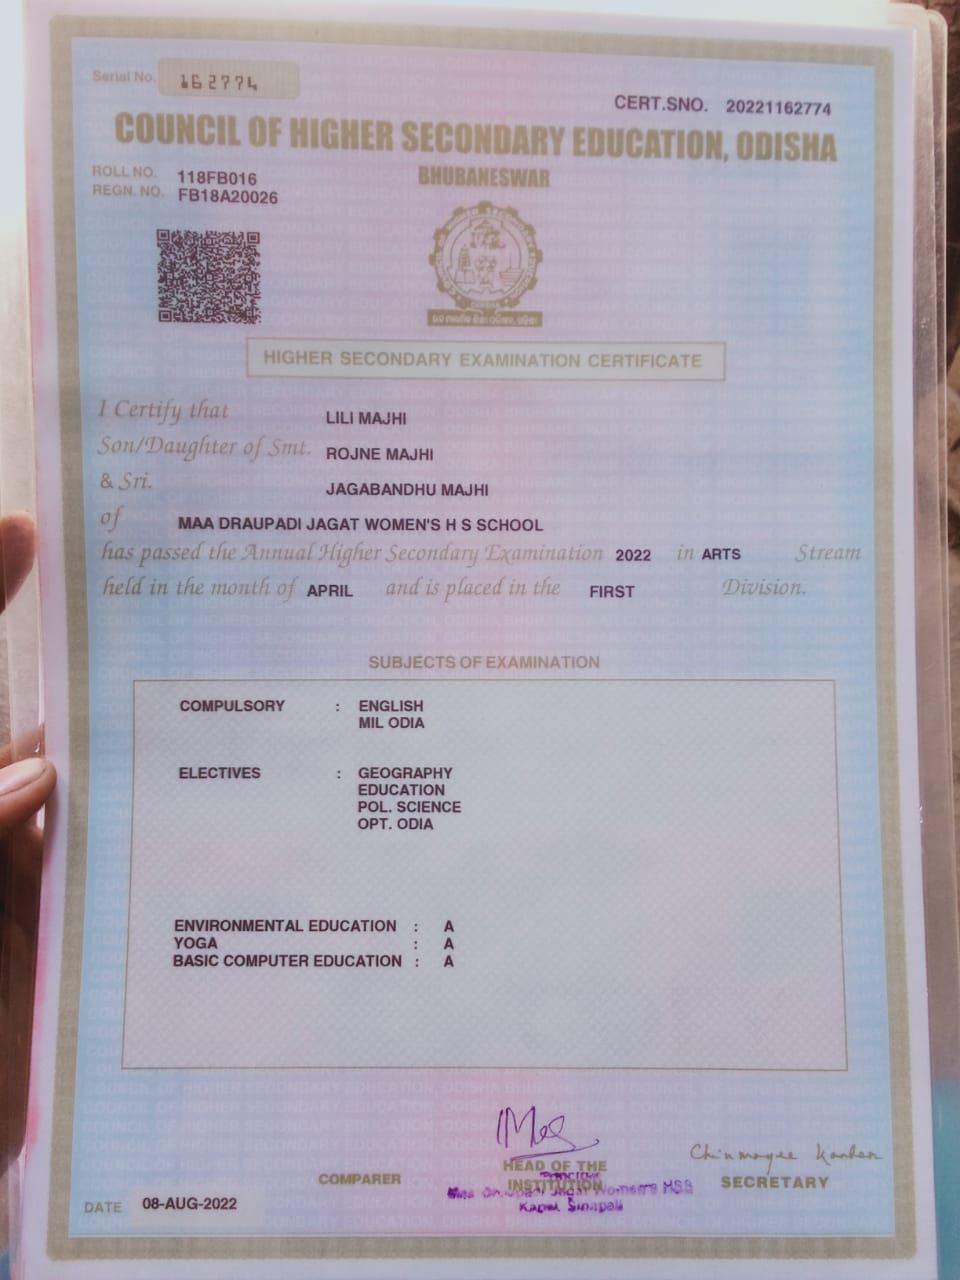 Serial No. 162774
CERT.SNO. 20221162774
COUNCIL OF HIGHER SECONDARY EDUCATION, ODISHA
BHUBANESWAR
ROLL NO. 118FB016
REGN. NO. FB18A20026
HIGHER SECONDARY EXAMINATION CERTIFICATE
I Certify that LILI MAJHI
Son/Daughter of Smt. ROJNE MAJHI
& Sri. JAGABANDHU MAJHI
of MAA DRAUPADI JAGAT WOMEN'S H S SCHOOL
has passed the Annual Higher Secondary Examination 2022 in ARTS Stream
held in the month of APRIL and is placed in the FIRST Division.
SUBJECTS OF EXAMINATION
COMPULSORY : ENGLISH
MIL ODIA
ELECTIVES : GEOGRAPHY
EDUCATION
POL. SCIENCE
OPT. ODIA
ENVIRONMENTAL EDUCATION : A
YOGA : A
BASIC COMPUTER EDUCATION : A
Chinmayee
HEAD OF THE
INSTITUTION
Jagat Women's HSS
COMPARER
SECRETARY
DATE 08-AUG-2022